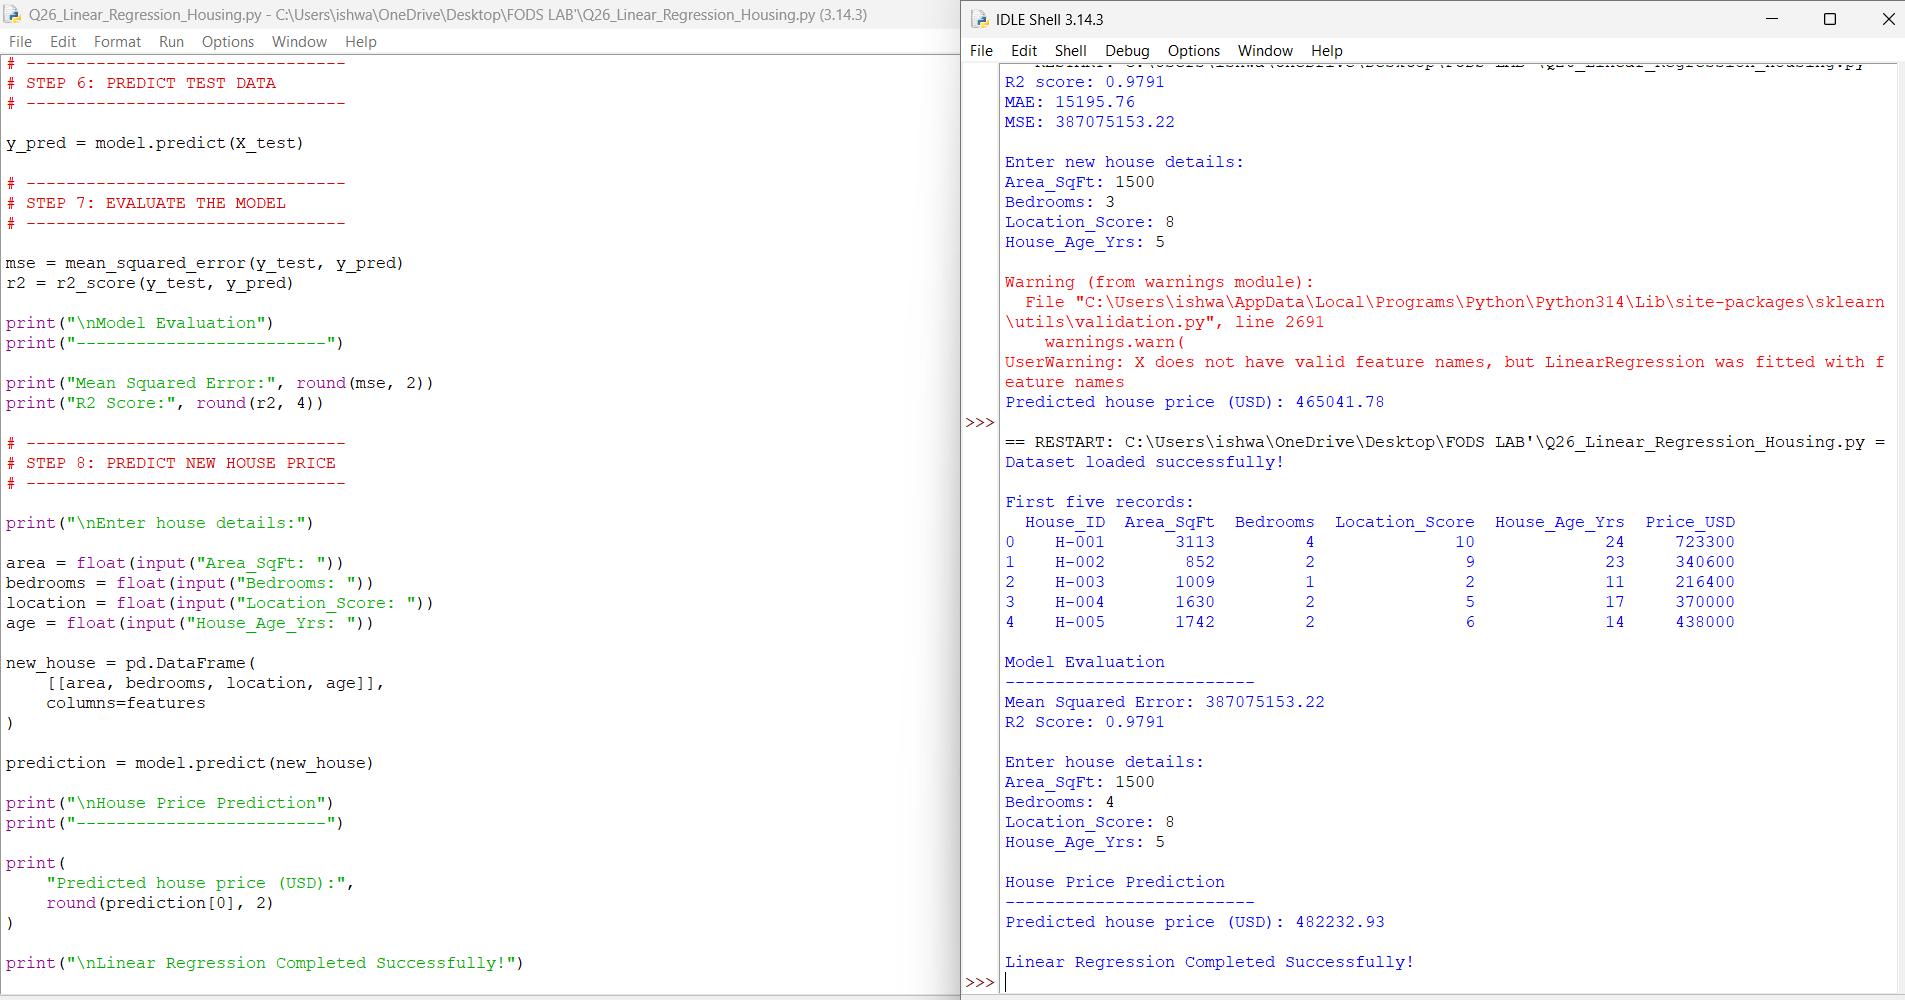 Q26_Linear_Regression_Housing.py - C:\Users\ishwa\OneDrive\Desktop\FODS LAB'\Q26_Linear_Regression_Housing.py (3.14.3)
File Edit Format Run Options Window Help
# --------------------------------
# STEP 6: PREDICT TEST DATA
# --------------------------------

y_pred = model.predict(X_test)

# --------------------------------
# STEP 7: EVALUATE THE MODEL
# --------------------------------

mse = mean_squared_error(y_test, y_pred)
r2 = r2_score(y_test, y_pred)

print("\nModel Evaluation")
print("-------------------------")

print("Mean Squared Error:", round(mse, 2))
print("R2 Score:", round(r2, 4))

# --------------------------------
# STEP 8: PREDICT NEW HOUSE PRICE
# --------------------------------

print("\nEnter house details:")

area = float(input("Area_SqFt: "))
bedrooms = float(input("Bedrooms: "))
location = float(input("Location_Score: "))
age = float(input("House_Age_Yrs: "))

new_house = pd.DataFrame(
    [[area, bedrooms, location, age]],
    columns=features
)

prediction = model.predict(new_house)

print("\nHouse Price Prediction")
print("-------------------------")

print(
    "Predicted house price (USD):",
    round(prediction[0], 2)
)

print("\nLinear Regression Completed Successfully!")
IDLE Shell 3.14.3
File Edit Shell Debug Options Window Help
RESTART: C:\Users\ishwa\OneDrive\Desktop\FODS LAB'\Q26_Linear_Regression_Housing.py
R2 score: 0.9791
MAE: 15195.76
MSE: 387075153.22

Enter new house details:
Area_SqFt: 1500
Bedrooms: 3
Location_Score: 8
House_Age_Yrs: 5

Warning (from warnings module):
  File "C:\Users\ishwa\AppData\Local\Programs\Python\Python314\Lib\site-packages\sklearn
\utils\validation.py", line 2691
    warnings.warn(
UserWarning: X does not have valid feature names, but LinearRegression was fitted with f
eature names
Predicted house price (USD): 465041.78
>>>
== RESTART: C:\Users\ishwa\OneDrive\Desktop\FODS LAB'\Q26_Linear_Regression_Housing.py =
Dataset loaded successfully!

First five records:
  House_ID  Area_SqFt  Bedrooms  Location_Score  House_Age_Yrs  Price_USD
0    H-001       3113         4              10             24     723300
1    H-002        852         2               9             23     340600
2    H-003       1009         1               2             11     216400
3    H-004       1630         2               5             17     370000
4    H-005       1742         2               6             14     438000

Model Evaluation
-------------------------
Mean Squared Error: 387075153.22
R2 Score: 0.9791

Enter house details:
Area_SqFt: 1500
Bedrooms: 4
Location_Score: 8
House_Age_Yrs: 5

House Price Prediction
-------------------------
Predicted house price (USD): 482232.93

Linear Regression Completed Successfully!
>>>